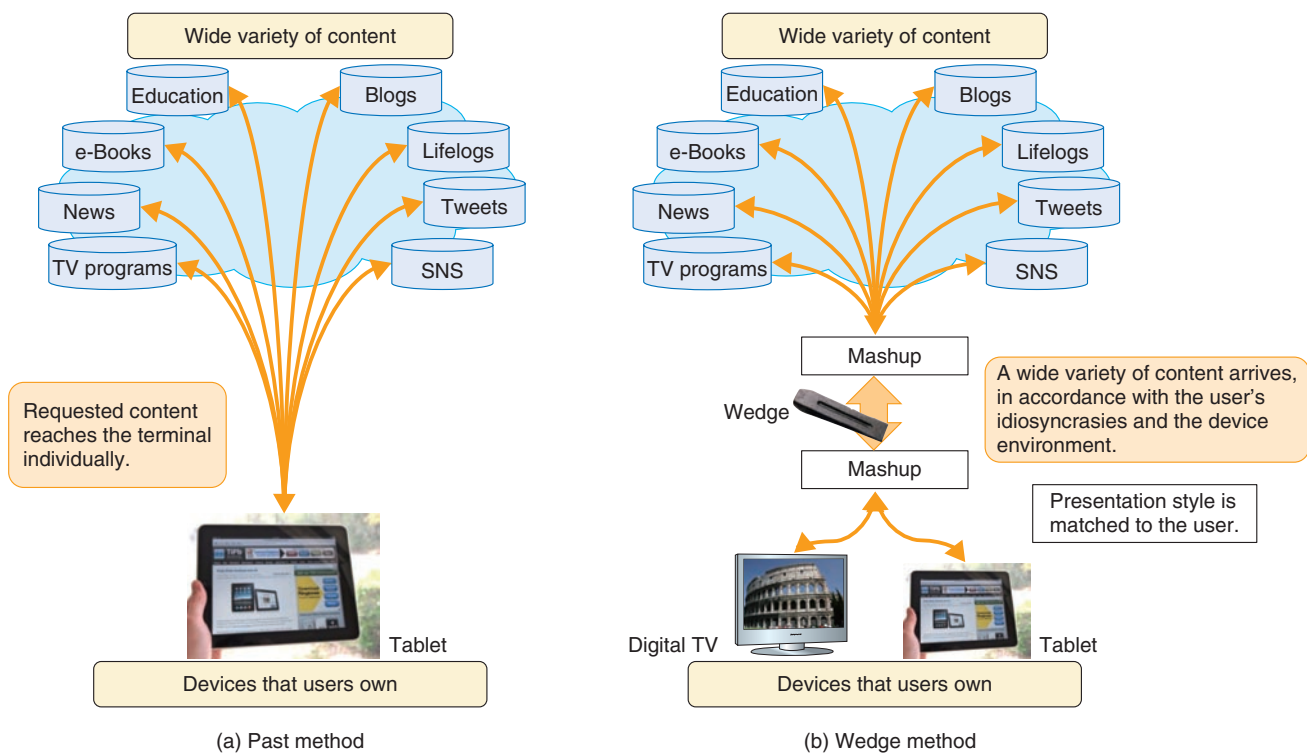 Wide variety of content
Education
Blogs
e-Books
Lifelogs
News
Tweets
TV programs
SNS
Requested content
reaches the terminal
individually.
Tablet
Devices that users own
(a) Past method
Wide variety of content
Education
Blogs
e-Books
Lifelogs
News
Tweets
TV programs
SNS
Mashup
Wedge
A wide variety of content arrives,
in accordance with the user's
idiosyncrasies and the device
environment.
Mashup
Presentation style is
matched to the user.
Digital TV
Tablet
Devices that users own
(b) Wedge method